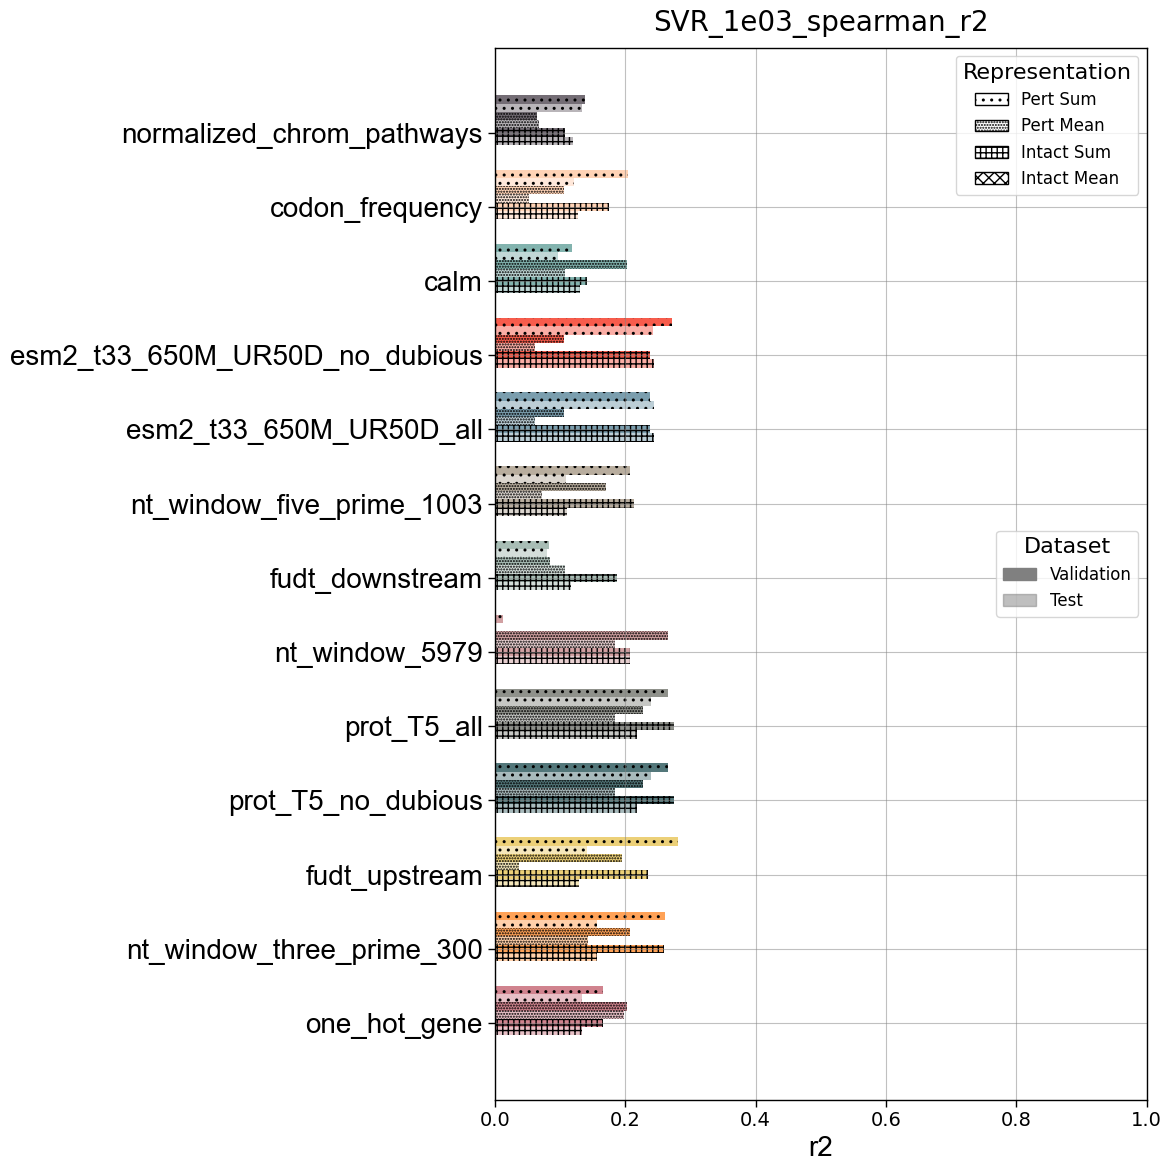 SVR_1e03_spearman_r2
Representation
Pert Sum
Pert Mean
Intact Sum
Intact Mean
normalized_chrom_pathways
codon_frequency
calm
esm2_t33_650M_UR50D_no_dubious
esm2_t33_650M_UR50D_all
nt_window_five_prime_1003
fudt_downstream
nt_window_5979
prot_T5_all
prot_T5_no_dubious
fudt_upstream
nt_window_three_prime_300
one_hot_gene
Dataset
Validation
Test
0.0 0.2 0.4 0.6 0.8 1.0
r2